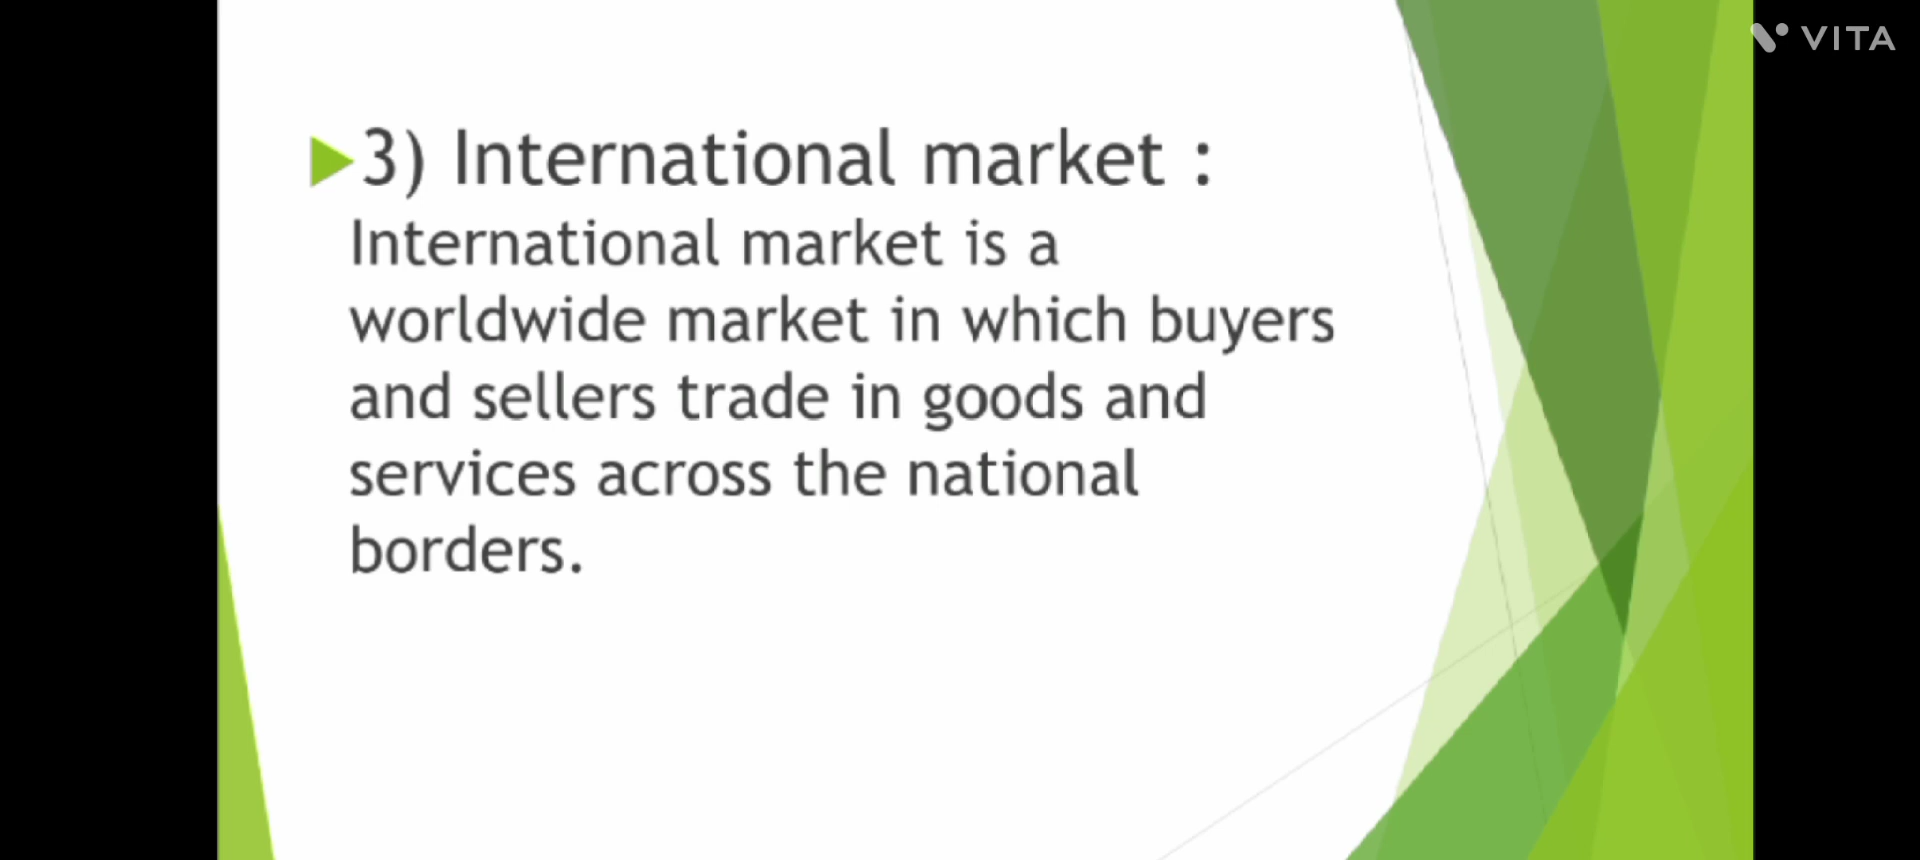 VITA
3) International market :
International market is a
worldwide market in which buyers
and sellers trade in goods and
services across the national
borders.